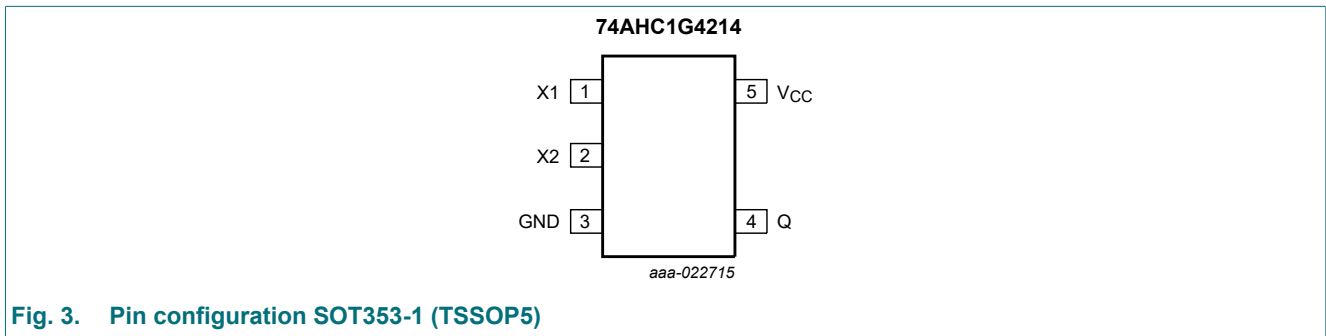 74AHC1G4214
X1 1 5 VCC
X2 2
GND 3 4 Q
aaa-022715
Fig. 3. Pin configuration SOT353-1 (TSSOP5)